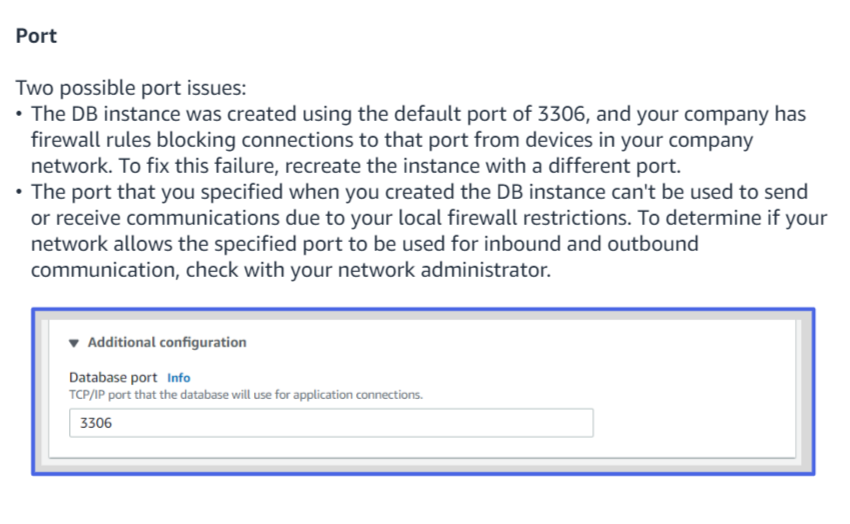 Port
Two possible port issues:
• The DB instance was created using the default port of 3306, and your company has
firewall rules blocking connections to that port from devices in your company
network. To fix this failure, recreate the instance with a different port.
• The port that you specified when you created the DB instance can't be used to send
or receive communications due to your local firewall restrictions. To determine if your
network allows the specified port to be used for inbound and outbound
communication, check with your network administrator.
▼ Additional configuration
Database port Info
TCP/IP port that the database will use for application connections.
3306